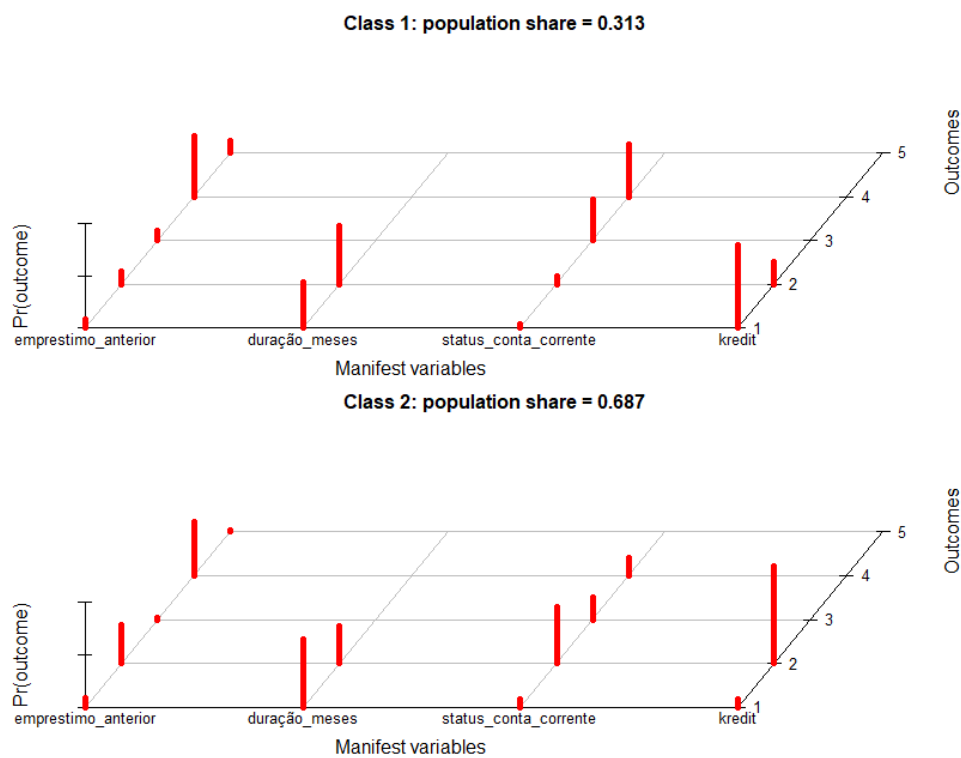 Class 1: population share = 0.313
Outcomes
5
4
3
2
1
Pr(outcome)
emprestimo_anterior
duração_meses
status_conta_corrente
kredit
Manifest variables
Class 2: population share = 0.687
Outcomes
5
4
3
2
1
Pr(outcome)
emprestimo_anterior
duração_meses
status_conta_corrente
kredit
Manifest variables